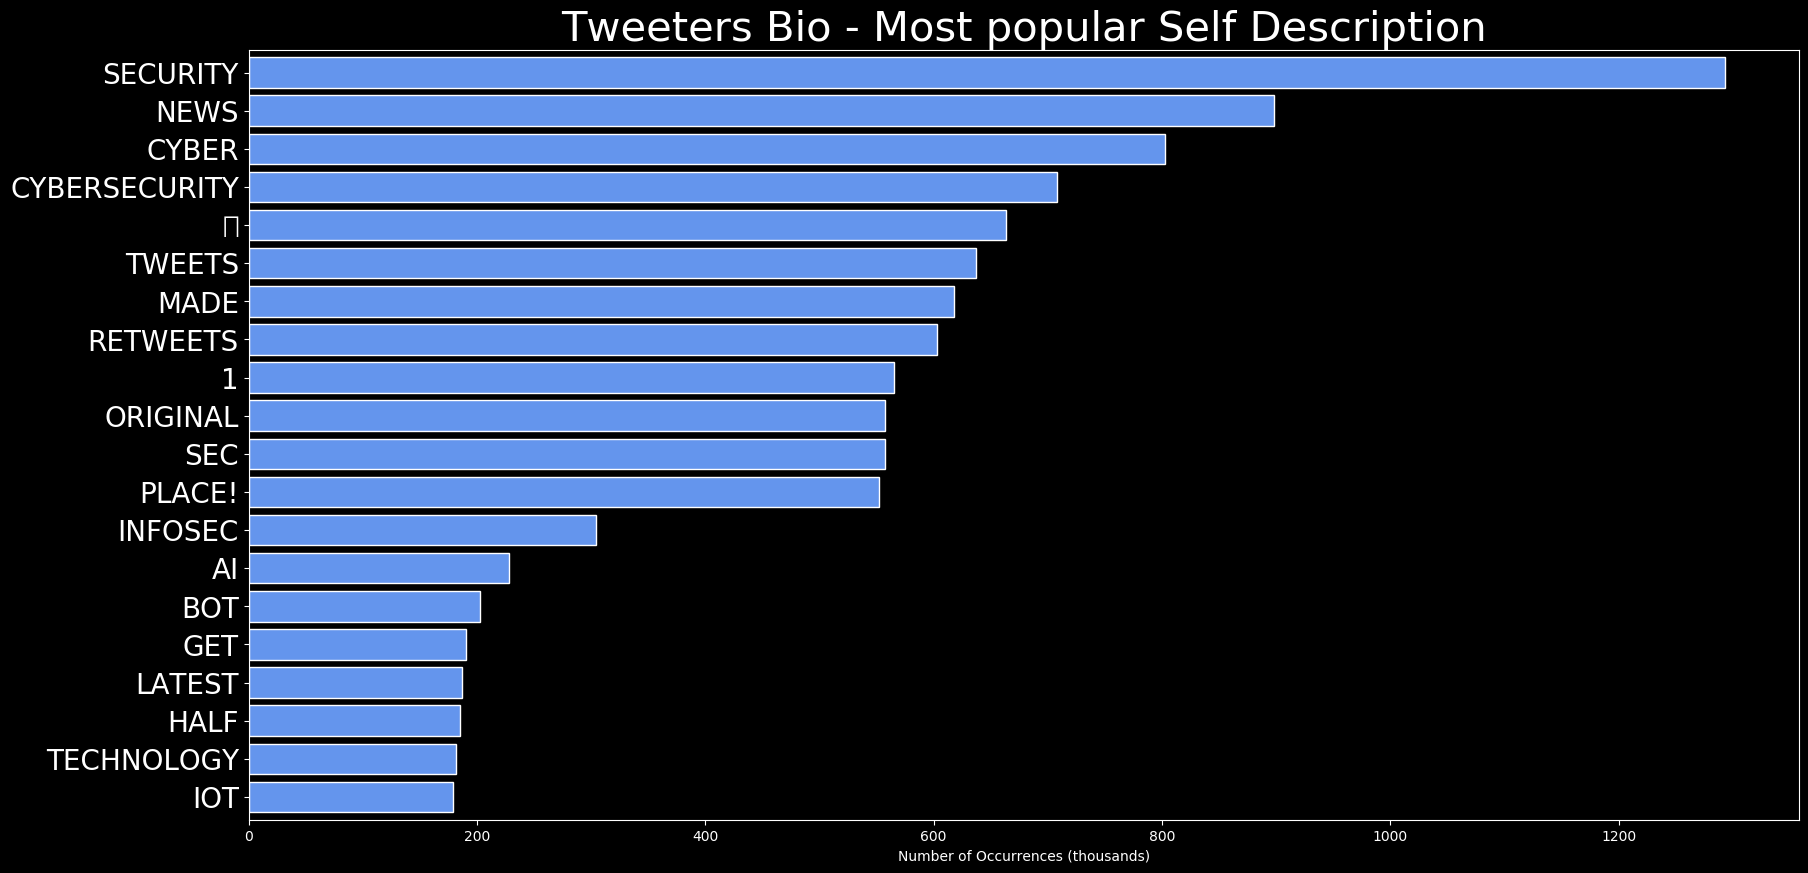 Tweeters Bio - Most popular Self Description
SECURITY
NEWS
CYBER
CYBERSECURITY
TWEETS
MADE
RETWEETS
1
ORIGINAL
SEC
PLACE!
INFOSEC
AI
BOT
GET
LATEST
HALF
TECHNOLOGY
IOT
0 200 400 600 800 1000 1200
Number of Occurrences (thousands)